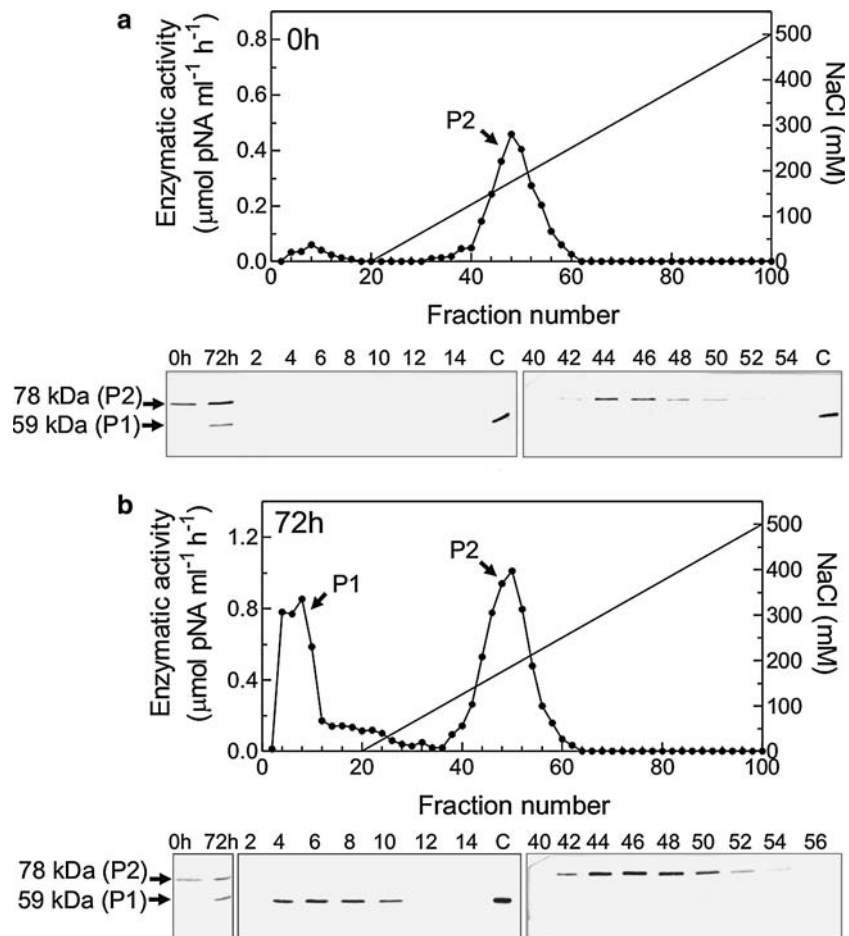 a
0h
Enzymatic activity
(μmol pNA ml⁻¹ h⁻¹)
0.8
0.6
0.4
0.2
0.0
P2
500
400
300
200
100
0
NaCl (mM)
0 20 40 60 80 100
Fraction number
0h 72h 2 4 6 8 10 12 14 C 40 42 44 46 48 50 52 54 C
78 kDa (P2)
59 kDa (P1)
b
72h
Enzymatic activity
(μmol pNA ml⁻¹ h⁻¹)
1.2
0.8
0.4
0.0
P1
P2
500
400
300
200
100
0
NaCl (mM)
0 20 40 60 80 100
Fraction number
0h 72h 2 4 6 8 10 12 14 C 40 42 44 46 48 50 52 54 56
78 kDa (P2)
59 kDa (P1)